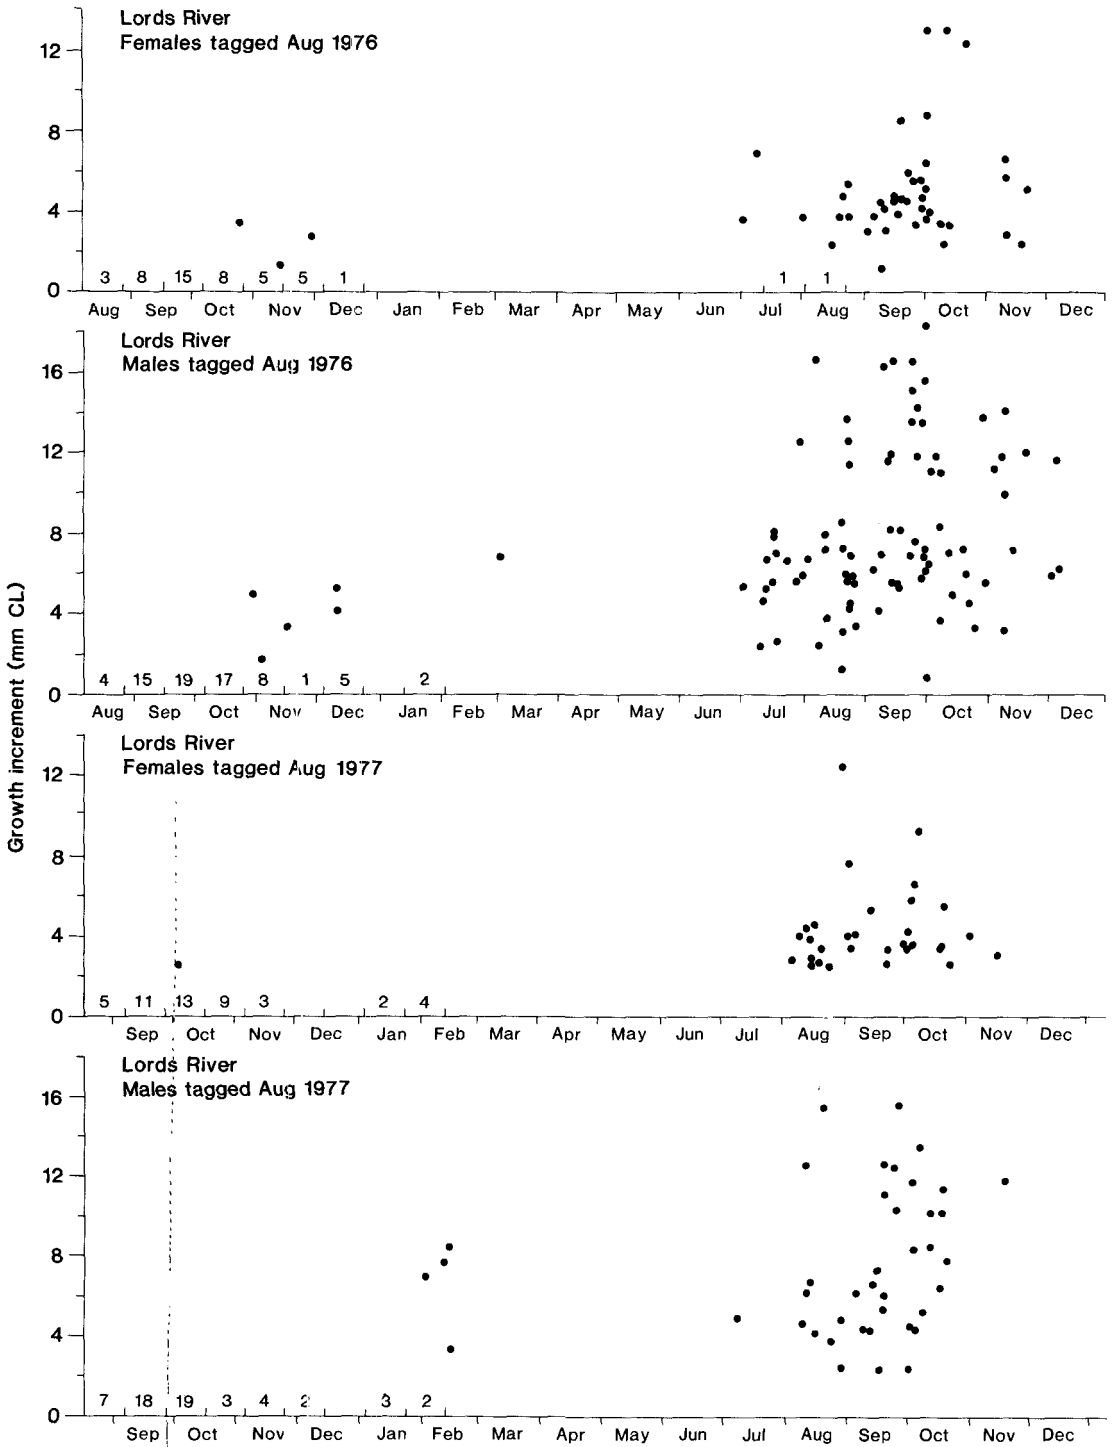 Growth increment (mm CL)
Lords River
Females tagged Aug 1976
12
8
4
0
3 8 15 8 5 5 1 1 1
Aug Sep Oct Nov Dec Jan Feb Mar Apr May Jun Jul Aug Sep Oct Nov Dec
Lords River
Males tagged Aug 1976
16
12
8
4
0
4 15 19 17 8 1 5 2
Aug Sep Oct Nov Dec Jan Feb Mar Apr May Jun Jul Aug Sep Oct Nov Dec
Lords River
Females tagged Aug 1977
12
8
4
0
5 11 13 9 3 2 4
Sep Oct Nov Dec Jan Feb Mar Apr May Jun Jul Aug Sep Oct Nov Dec
Lords River
Males tagged Aug 1977
16
12
8
4
0
7 18 19 3 4 2 3 2
Sep Oct Nov Dec Jan Feb Mar Apr May Jun Jul Aug Sep Oct Nov Dec